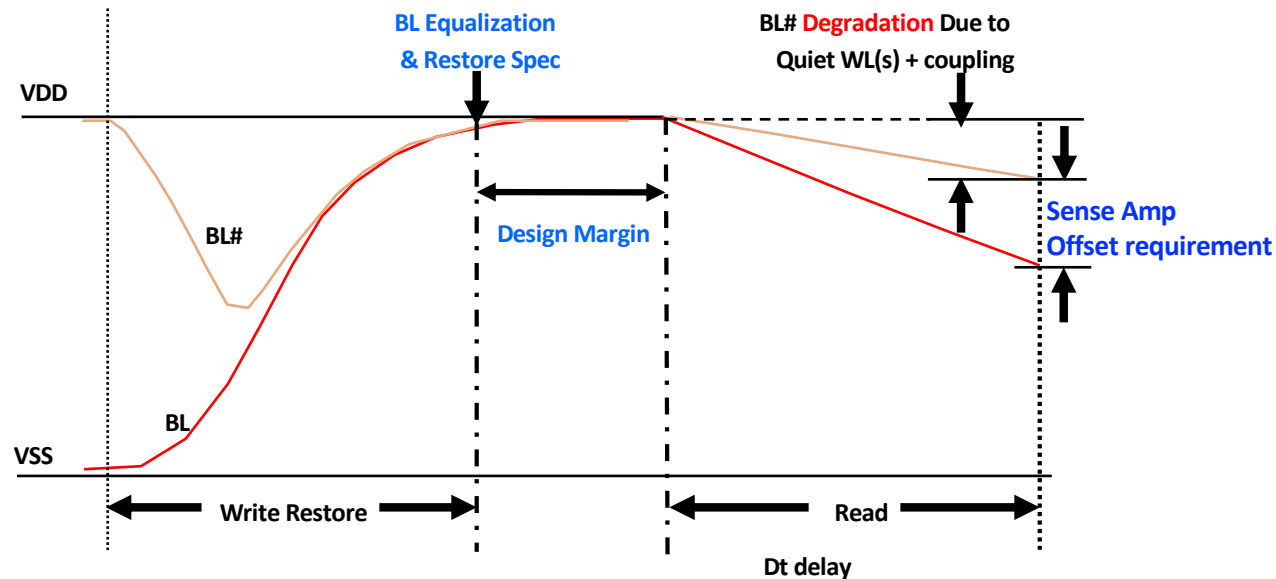 BL Equalization
& Restore Spec
BL# Degradation Due to
Quiet WL(s) + coupling
VDD
BL#
Design Margin
Sense Amp
Offset requirement
BL
VSS
Write Restore
Read
Dt delay